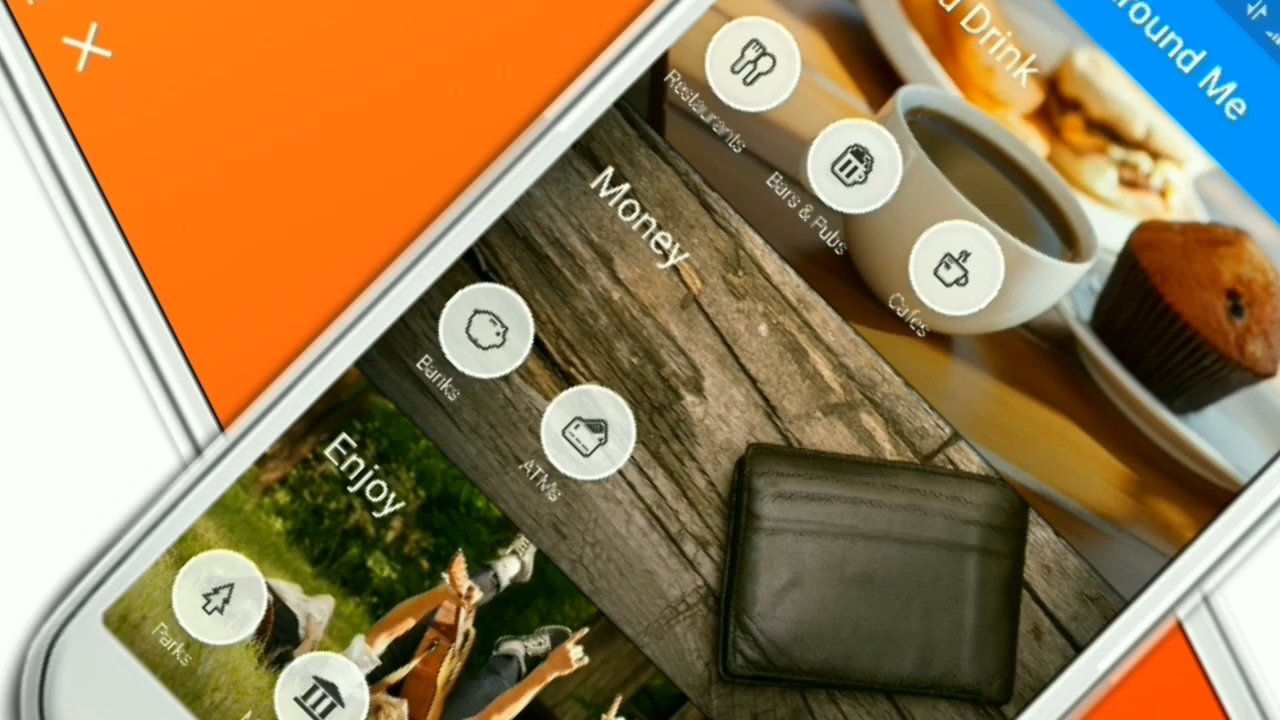 Around Me
Drink
Restaurants
Bars & Pubs
Cafes
Money
Banks
ATMs
Enjoy
Parks